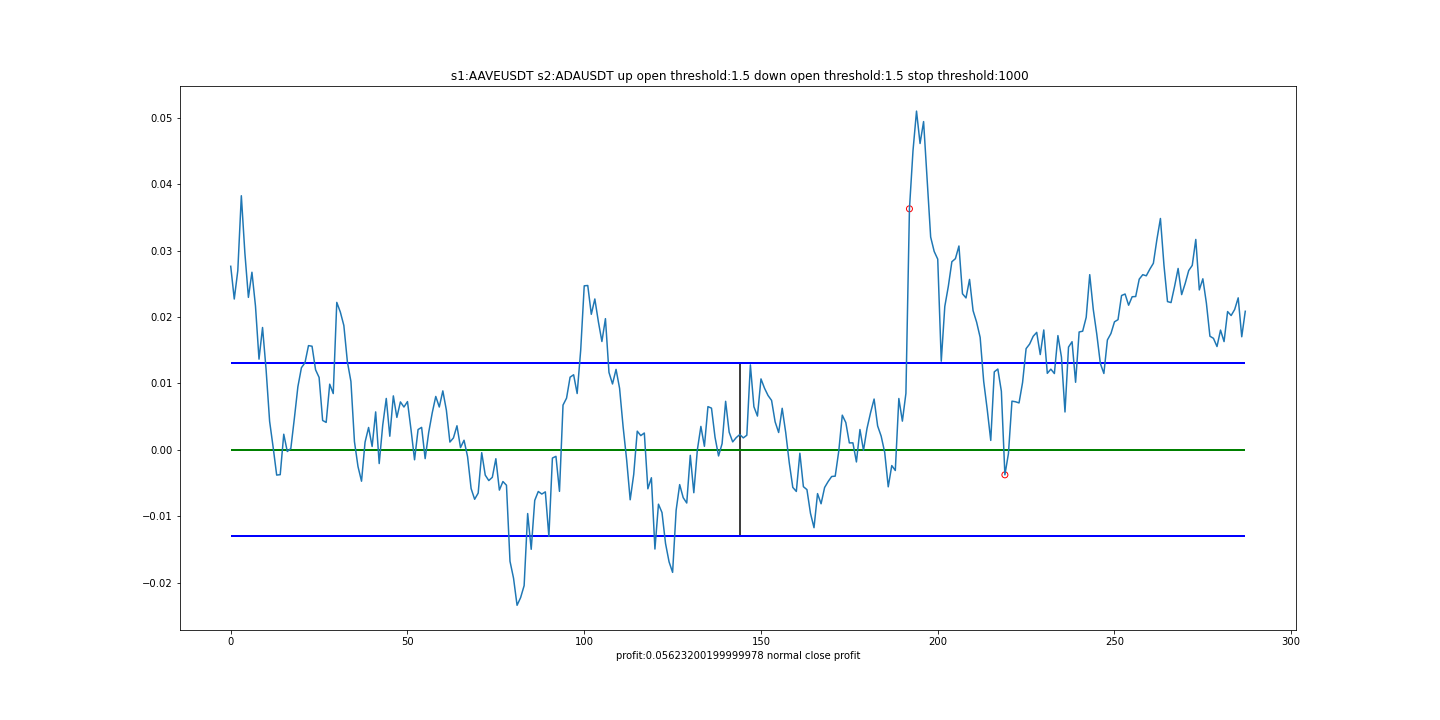 s1:AAVEUSDT s2:ADAUSDT up open threshold:1.5 down open threshold:1.5 stop threshold:1000
0.05
0.04
0.03
0.02
0.01
0.00
−0.01
−0.02
0 50 100 150 200 250 300
profit:0.05623200199999978 normal close profit